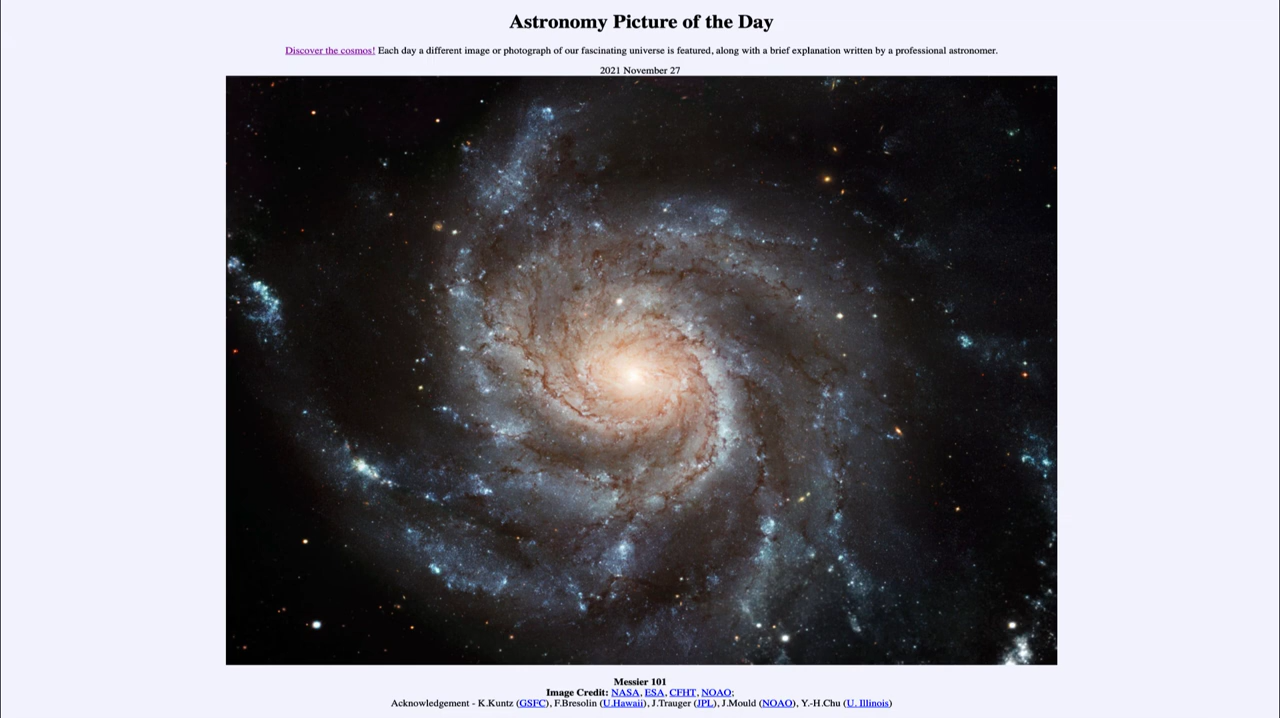 Astronomy Picture of the Day
Discover the cosmos! Each day a different image or photograph of our fascinating universe is featured, along with a brief explanation written by a professional astronomer.
2021 November 27
Messier 101
Image Credit: NASA, ESA, CFHT, NOAO;
Acknowledgement - K.Kuntz (GSFC), F.Bresolin (U.Hawaii), J.Trauger (JPL), J.Mould (NOAO), Y.-H.Chu (U. Illinois)